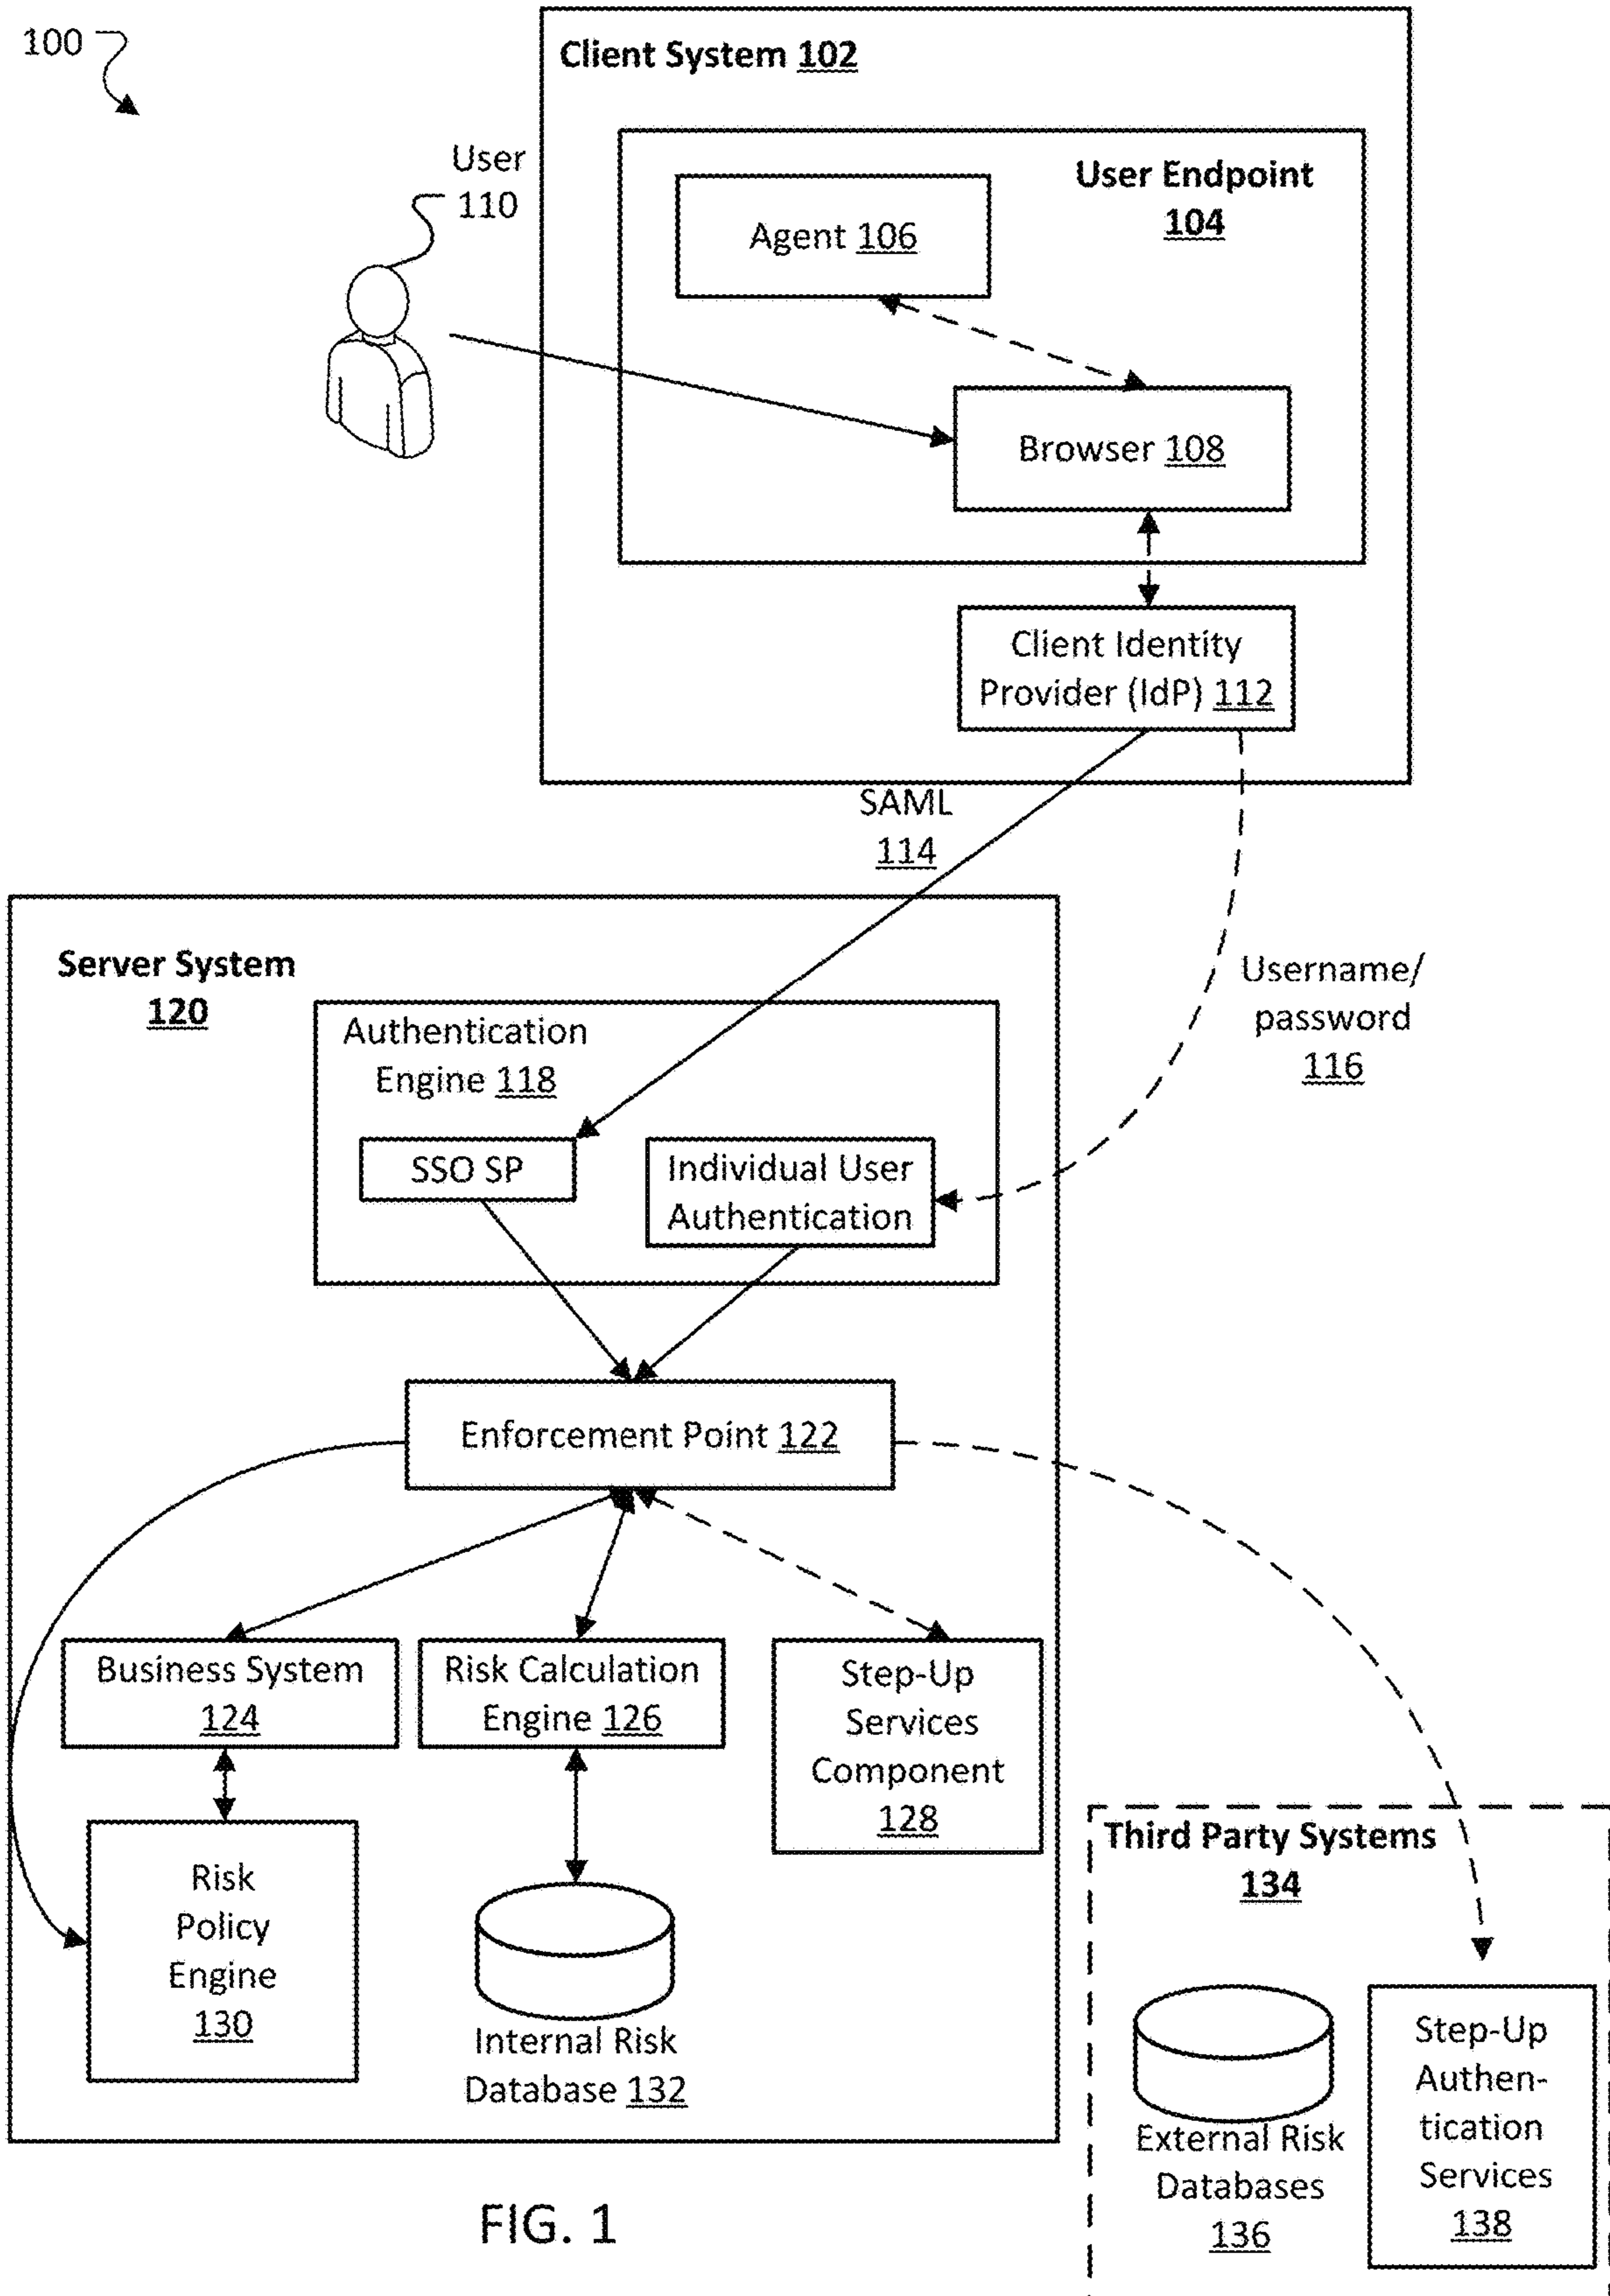 100
Client System 102
User
110
User Endpoint
104
Agent 106
Browser 108
Client Identity
Provider (IdP) 112
SAML
114
Username/
password
116
Server System
120
Authentication
Engine 118
SSO SP
Individual User
Authentication
Enforcement Point 122
Business System
124
Risk Calculation
Engine 126
Step-Up
Services
Component
128
Risk
Policy
Engine
130
Internal Risk
Database 132
Third Party Systems
134
External Risk
Databases
136
Step-Up
Authen-
tication
Services
138
FIG. 1